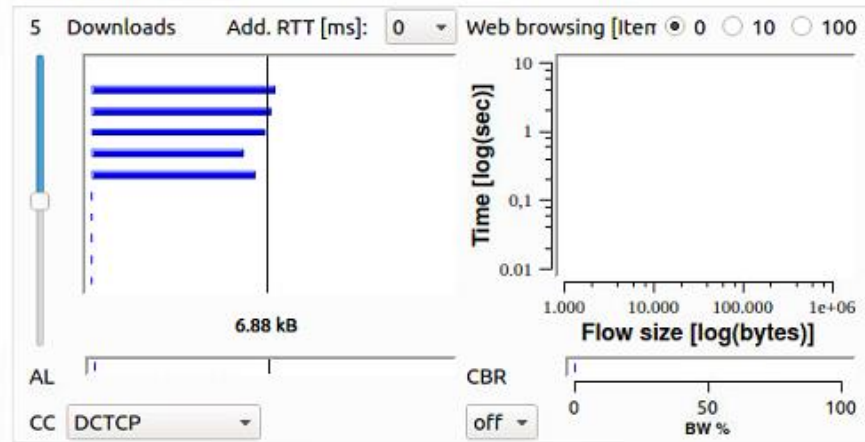 5 Downloads Add. RTT [ms]: 0 Web browsing [Iten 0 10 100
10
1
0,1
0.01
Time [log(sec)]
1.000 10.000 100.000 1e+06
Flow size [log(bytes)]
6.88 kB
AL
CBR
0 50 100
BW %
CC DCTCP off